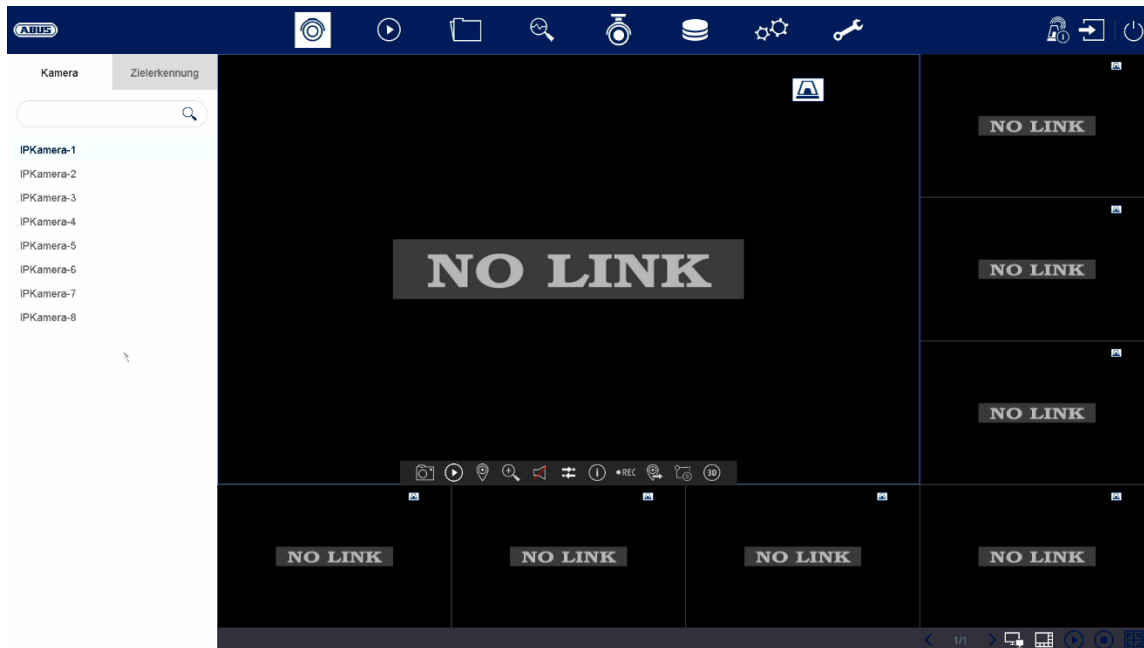 ABUS
Kamera Zielerkennung
IPKamera-1
IPKamera-2
IPKamera-3
IPKamera-4
IPKamera-5
IPKamera-6
IPKamera-7
IPKamera-8
NO LINK
NO LINK
NO LINK
NO LINK
REC
3D
NO LINK
NO LINK
NO LINK
NO LINK
1/1